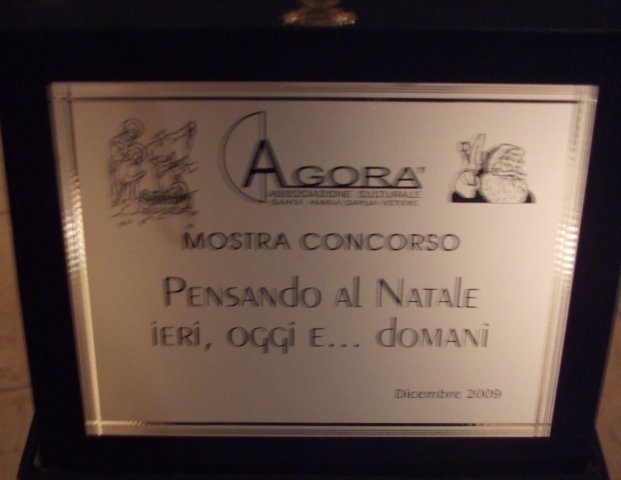 AGORA'
ASSOCIAZIONE CULTURALE
SANTA MARIA CAPUA VETERE
MOSTRA CONCORSO
PENSANDO Al NATALE
iERi, OGGi E... dOMANi
Dicembre 2009